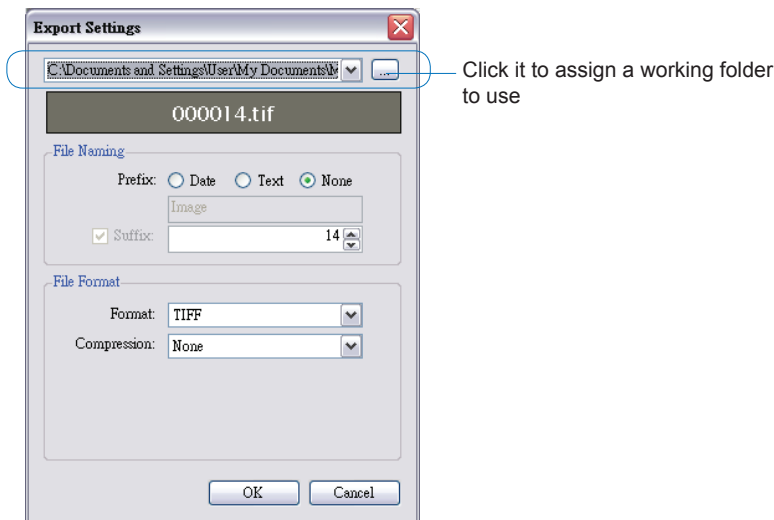 Export Settings
C:\Documents and Settings\User\My Documents\M
...
Click it to assign a working folder
to use
000014.tif
File Naming
Prefix: Date Text None
Image
Suffix: 14
File Format
Format: TIFF
Compression: None
OK Cancel